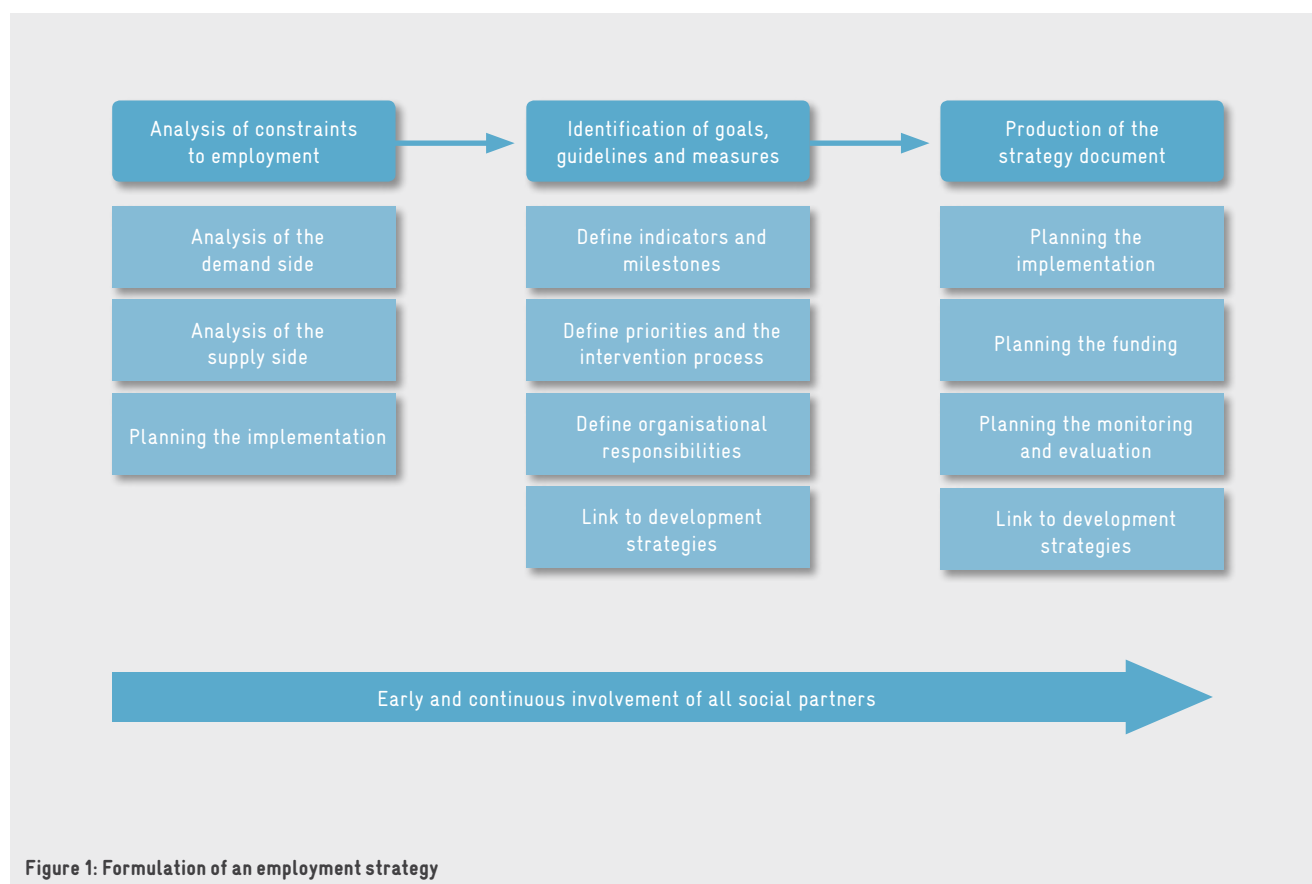 Analysis of constraints
to employment
Analysis of the
demand side
Analysis of the
supply side
Planning the implementation
Identification of goals,
guidelines and measures
Define indicators and
milestones
Define priorities and the
intervention process
Define organisational
responsibilities
Link to development
strategies
Production of the
strategy document
Planning the
implementation
Planning the funding
Planning the monitoring
and evaluation
Link to development
strategies
Early and continuous involvement of all social partners
Figure 1: Formulation of an employment strategy